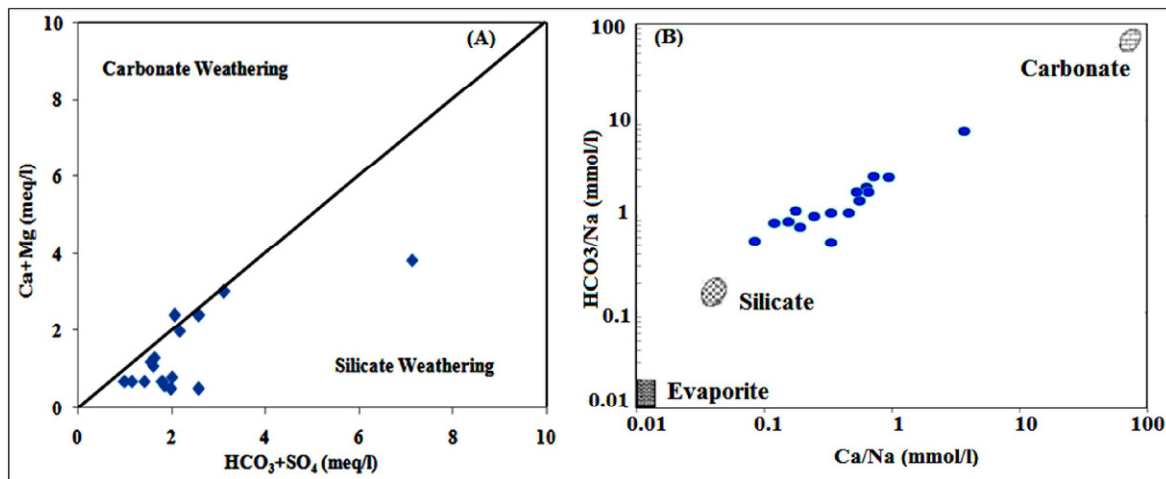 (A)
Carbonate Weathering
Silicate Weathering
Ca+Mg (meq/l)
10
8
6
4
2
0
0 2 4 6 8 10
HCO₃+SO₄ (meq/l)
(B)
Carbonate
Silicate
Evaporite
HCO3/Na (mmol/l)
100
10
1
0.1
0.01
0.01 0.1 1 10 100
Ca/Na (mmol/l)